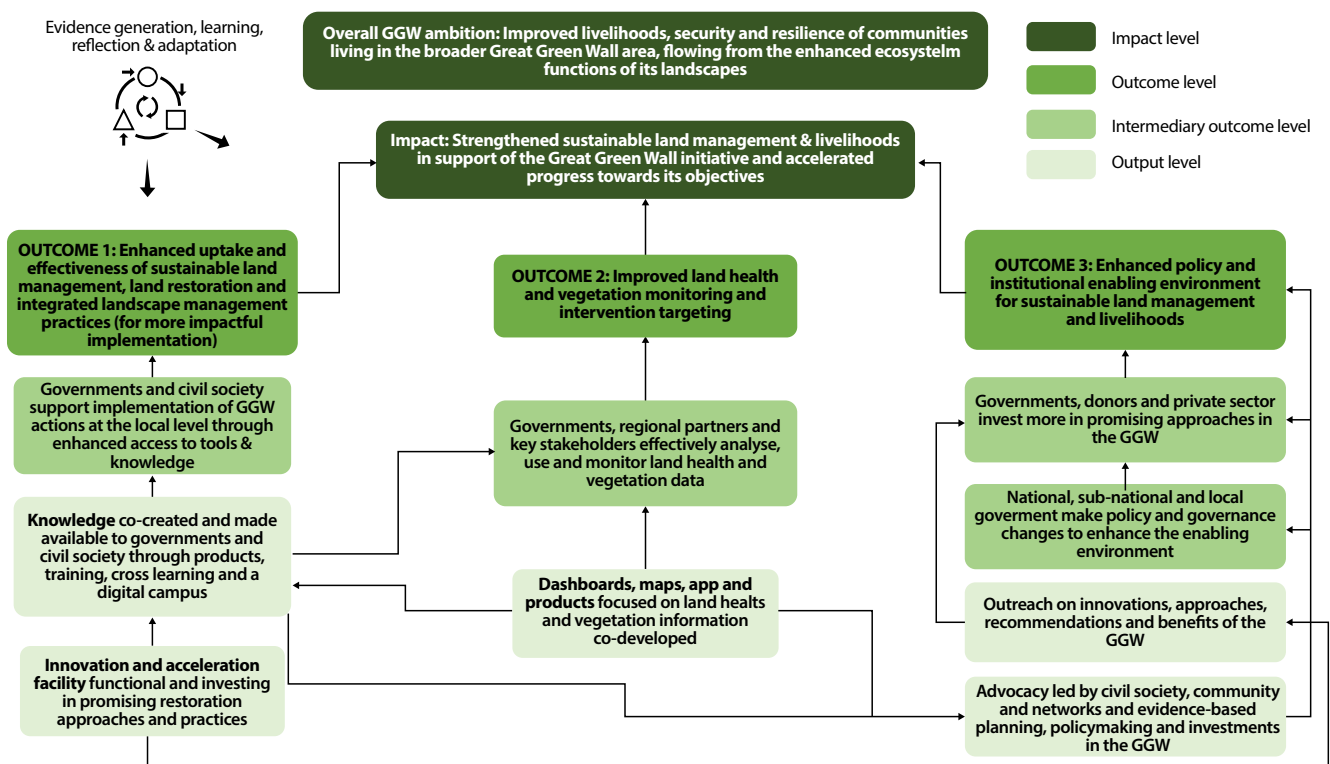 Evidence generation, learning,
reflection & adaptation
Overall GGW ambition: Improved livelihoods, security and resilience of communities
living in the broader Great Green Wall area, flowing from the enhanced ecosystelm
functions of its landscapes
Impact level
Outcome level
Intermediary outcome level
Output level
Impact: Strengthened sustainable land management & livelihoods
in support of the Great Green Wall initiative and accelerated
progress towards its objectives
OUTCOME 1: Enhanced uptake and
effectiveness of sustainable land
management, land restoration and
integrated landscape management
practices (for more impactful
implementation)
OUTCOME 2: Improved land health
and vegetation monitoring and
intervention targeting
OUTCOME 3: Enhanced policy and
institutional enabling environment
for sustainable land management
and livelihoods
Governments and civil society
support implementation of GGW
actions at the local level through
enhanced access to tools &
knowledge
Governments, regional partners and
key stakeholders effectively analyse,
use and monitor land health and
vegetation data
Governments, donors and private sector
invest more in promising approaches in
the GGW
National, sub-national and local
goverment make policy and governance
changes to enhance the enabling
environment
Knowledge co-created and made
available to governments and
civil society through products,
training, cross learning and a
digital campus
Dashboards, maps, app and
products focused on land healts
and vegetation information
co-developed
Outreach on innovations, approaches,
recommendations and benefits of the
GGW
Innovation and acceleration
facility functional and investing
in promising restoration
approaches and practices
Advocacy led by civil society, community
and networks and evidence-based
planning, policymaking and investments
in the GGW